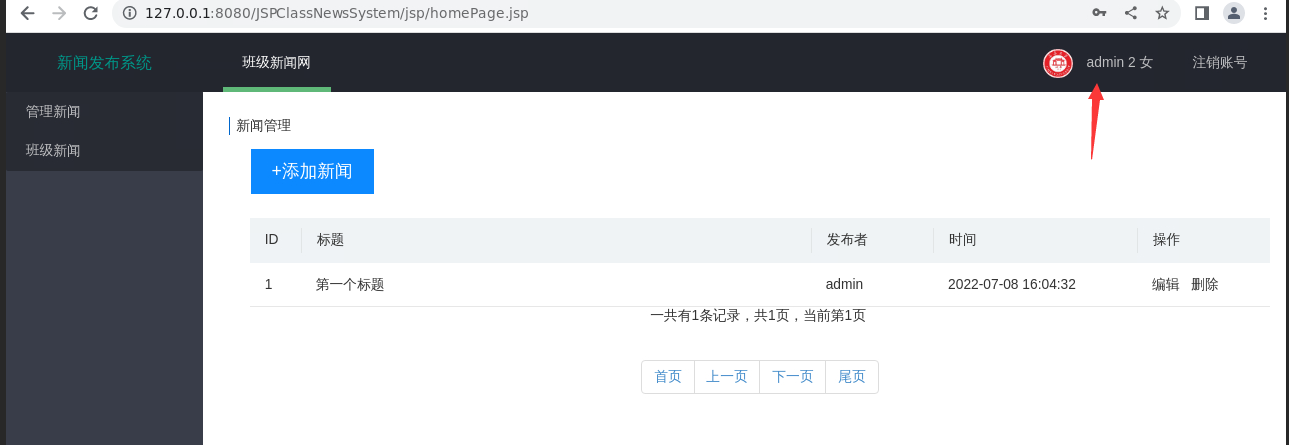 127.0.0.1:8080/JSPClassNewsSystem/jsp/homePage.jsp
新闻发布系统 班级新闻网 admin 2 女 注销账号
管理新闻
班级新闻
新闻管理
+添加新闻
ID 标题 发布者 时间 操作
1 第一个标题 admin 2022-07-08 16:04:32 编辑 删除
一共有1条记录，共1页，当前第1页
首页 上一页 下一页 尾页